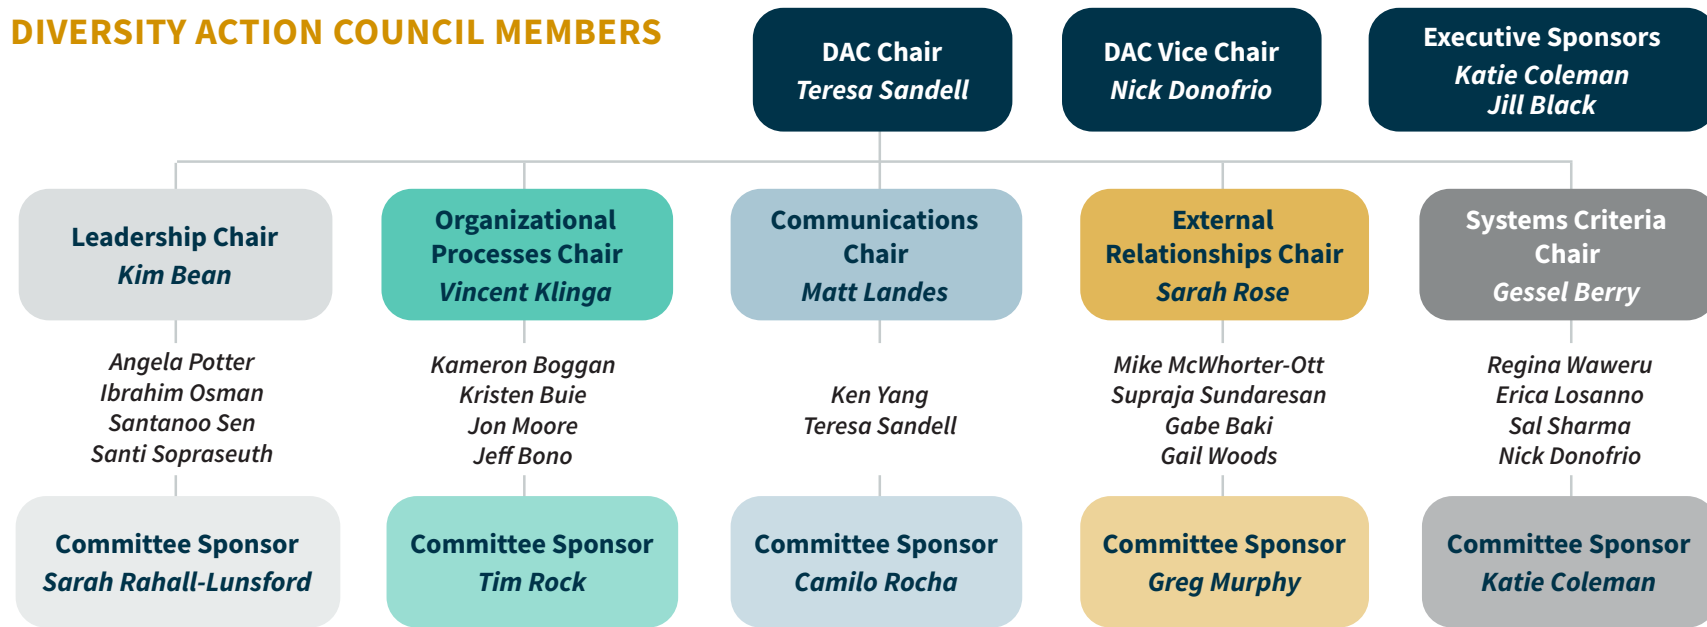 DIVERSITY ACTION COUNCIL MEMBERS
DAC Chair
Teresa Sandell
DAC Vice Chair
Nick Donofrio
Executive Sponsors
Katie Coleman
Jill Black
Leadership Chair
Kim Bean
Organizational
Processes Chair
Vincent Klinga
Communications
Chair
Matt Landes
External
Relationships Chair
Sarah Rose
Systems Criteria
Chair
Gessel Berry
Angela Potter
Ibrahim Osman
Santanoo Sen
Santi Sopraseuth
Kameron Boggan
Kristen Buie
Jon Moore
Jeff Bono
Ken Yang
Teresa Sandell
Mike McWhorter-Ott
Supraja Sundaresan
Gabe Baki
Gail Woods
Regina Waweru
Erica Losanno
Sal Sharma
Nick Donofrio
Committee Sponsor
Sarah Rahall-Lunsford
Committee Sponsor
Tim Rock
Committee Sponsor
Camilo Rocha
Committee Sponsor
Greg Murphy
Committee Sponsor
Katie Coleman